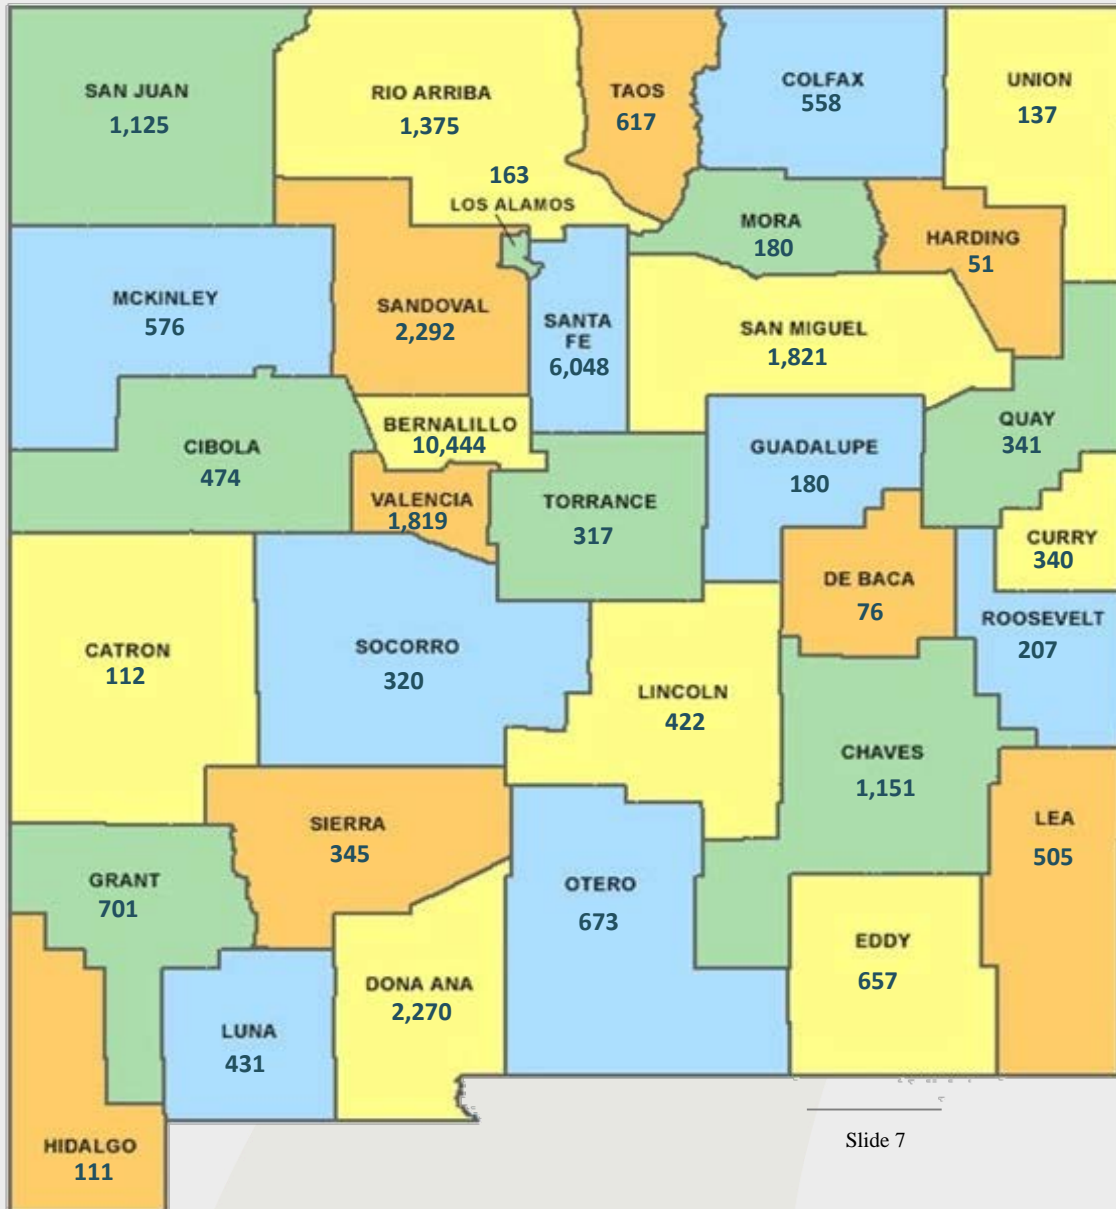 SAN JUAN
1,125
RIO ARRIBA
1,375
TAOS
617
COLFAX
558
UNION
137
163
LOS ALAMOS
MORA
180
HARDING
51
MCKINLEY
576
SANDOVAL
2,292
SANTA
FE
6,048
SAN MIGUEL
1,821
CIBOLA
474
BERNALILLO
10,444
GUADALUPE
180
QUAY
341
VALENCIA
1,819
TORRANCE
317
CURRY
340
DE BACA
76
ROOSEVELT
207
CATRON
112
SOCORRO
320
LINCOLN
422
CHAVES
1,151
SIERRA
345
LEA
505
GRANT
701
OTERO
673
EDDY
657
DONA ANA
2,270
LUNA
431
HIDALGO
111
Slide 7